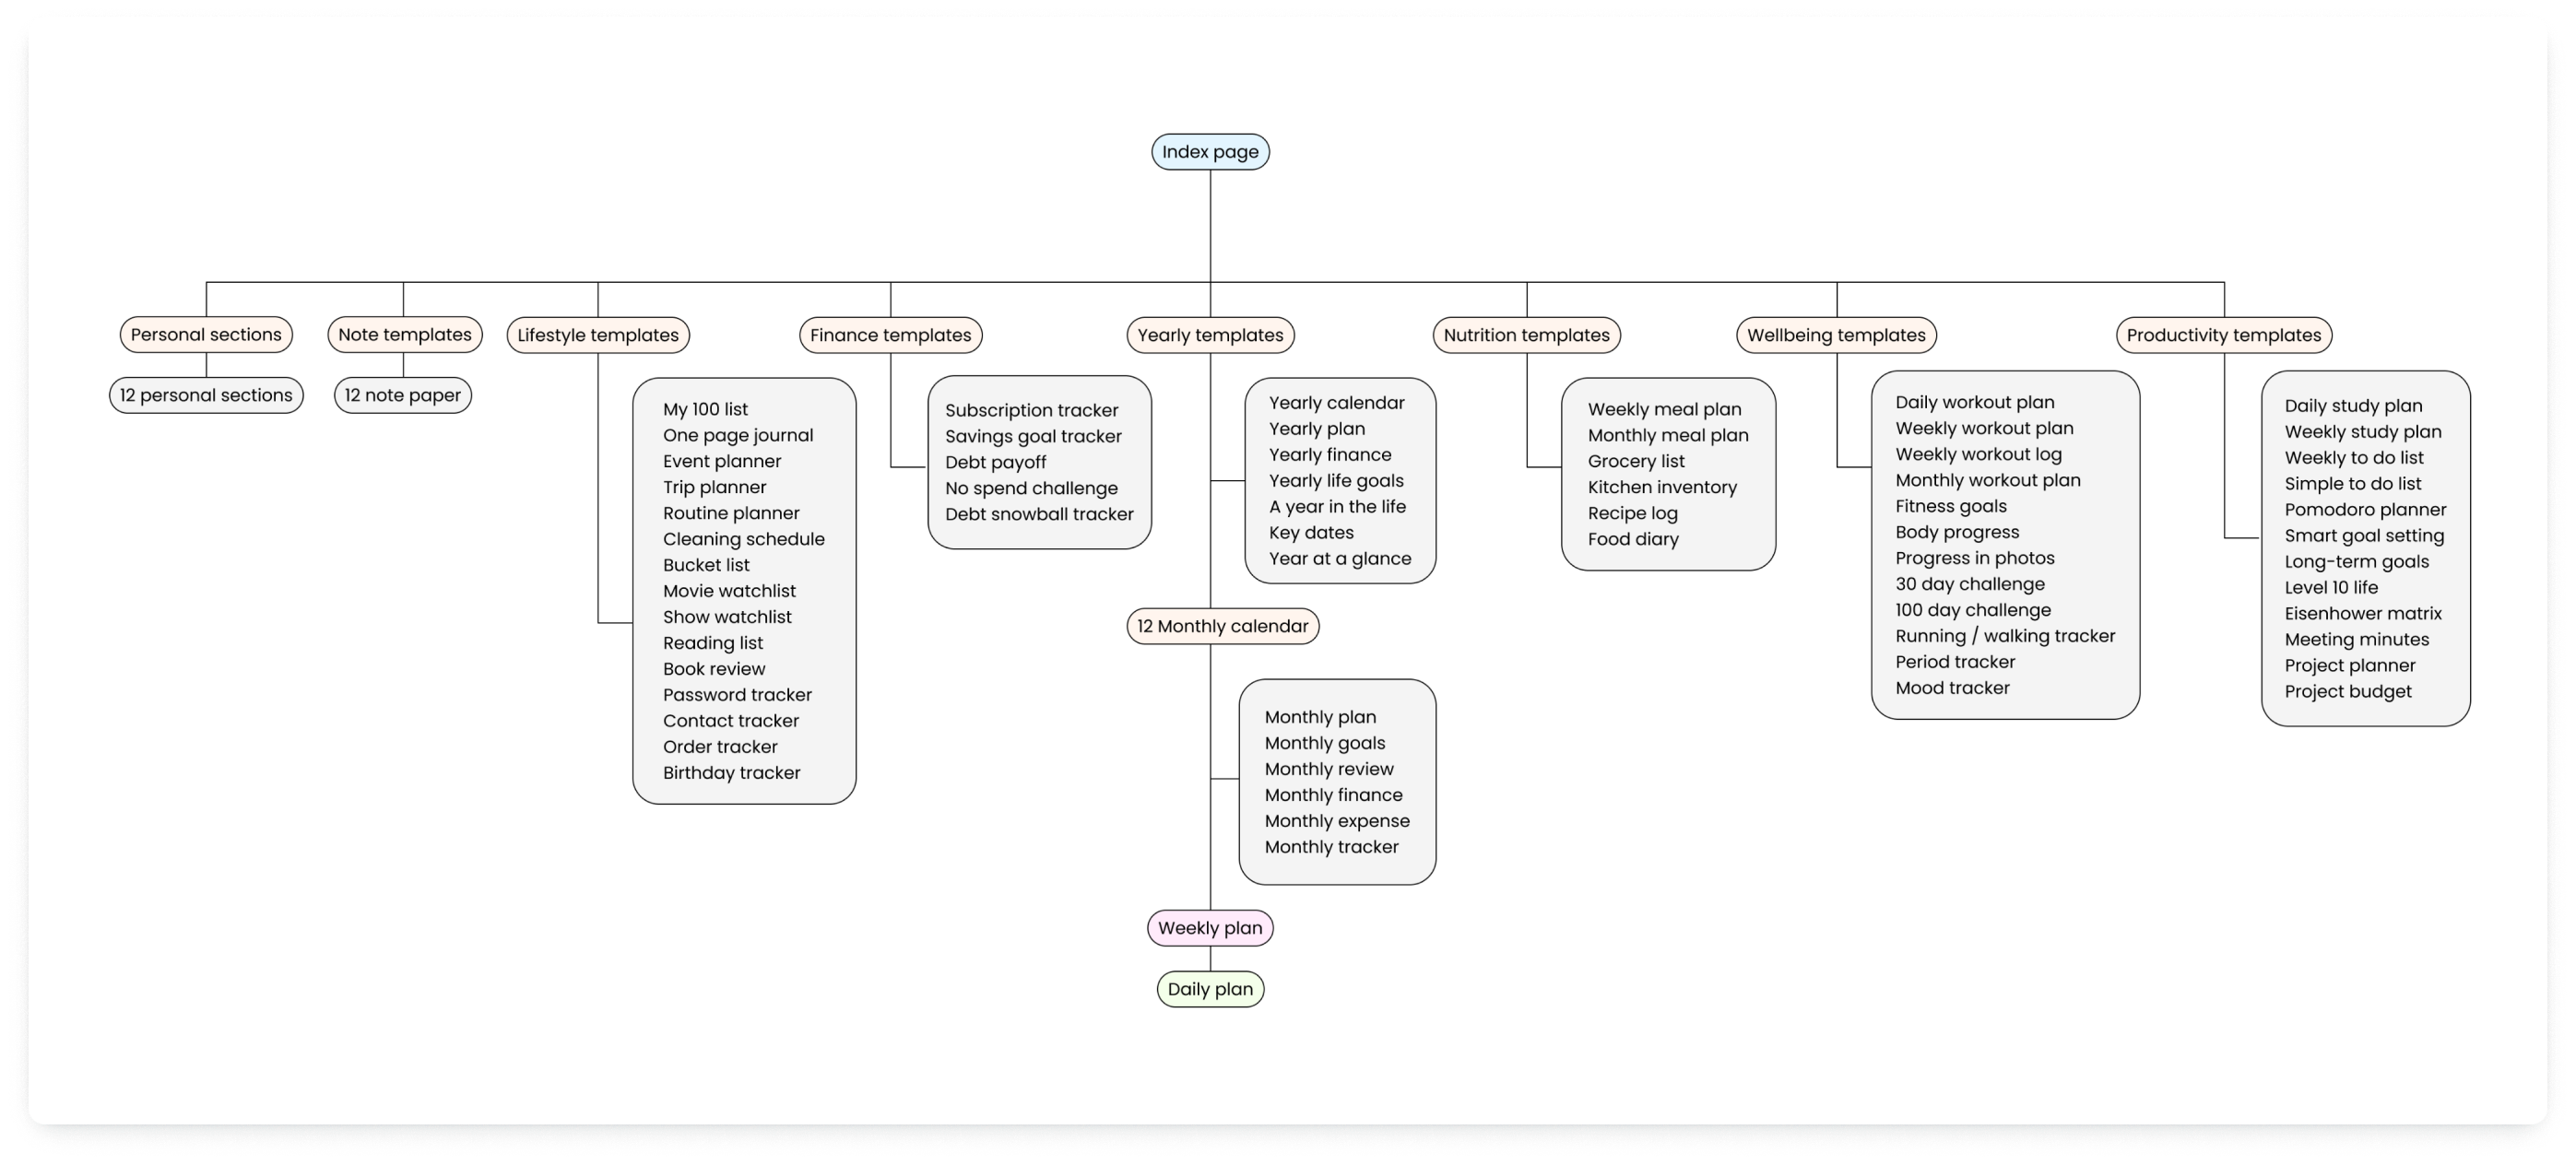 Index page
Personal sections
12 personal sections
Note templates
12 note paper
Lifestyle templates
My 100 list
One page journal
Event planner
Trip planner
Routine planner
Cleaning schedule
Bucket list
Movie watchlist
Show watchlist
Reading list
Book review
Password tracker
Contact tracker
Order tracker
Birthday tracker
Finance templates
Subscription tracker
Savings goal tracker
Debt payoff
No spend challenge
Debt snowball tracker
Yearly templates
Yearly calendar
Yearly plan
Yearly finance
Yearly life goals
A year in the life
Key dates
Year at a glance
12 Monthly calendar
Monthly plan
Monthly goals
Monthly review
Monthly finance
Monthly expense
Monthly tracker
Weekly plan
Daily plan
Nutrition templates
Weekly meal plan
Monthly meal plan
Grocery list
Kitchen inventory
Recipe log
Food diary
Wellbeing templates
Daily workout plan
Weekly workout plan
Weekly workout log
Monthly workout plan
Fitness goals
Body progress
Progress in photos
30 day challenge
100 day challenge
Running / walking tracker
Period tracker
Mood tracker
Productivity templates
Daily study plan
Weekly study plan
Weekly to do list
Simple to do list
Pomodoro planner
Smart goal setting
Long-term goals
Level 10 life
Eisenhower matrix
Meeting minutes
Project planner
Project budget